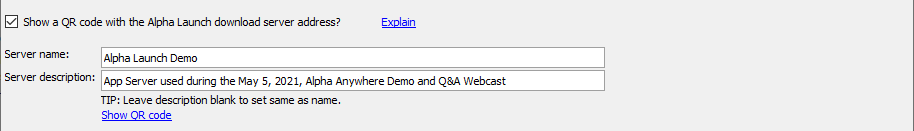 Show a QR code with the Alpha Launch download server address? Explain
Server name: Alpha Launch Demo
Server description: App Server used during the May 5, 2021, Alpha Anywhere Demo and Q&A Webcast
TIP: Leave description blank to set same as name.
Show QR code